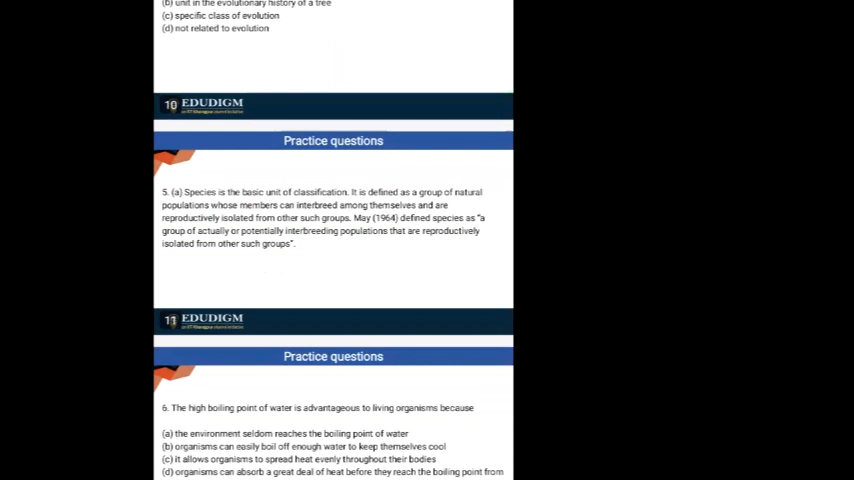 (b) unit in the evolutionary history of a tree
(c) specific class of evolution
(d) not related to evolution
10 EDUDIGM
Practice questions
5. (a) Species is the basic unit of classification. It is defined as a group of natural
populations whose members can interbreed among themselves and are
reproductively isolated from other such groups. May (1964) defined species as "a
group of actually or potentially interbreeding populations that are reproductively
isolated from other such groups".
11 EDUDIGM
Practice questions
6. The high boiling point of water is advantageous to living organisms because
(a) the environment seldom reaches the boiling point of water
(b) organisms can easily boil off enough water to keep themselves cool
(c) it allows organisms to spread heat evenly throughout their bodies
(d) organisms can absorb a great deal of heat before they reach the boiling point from